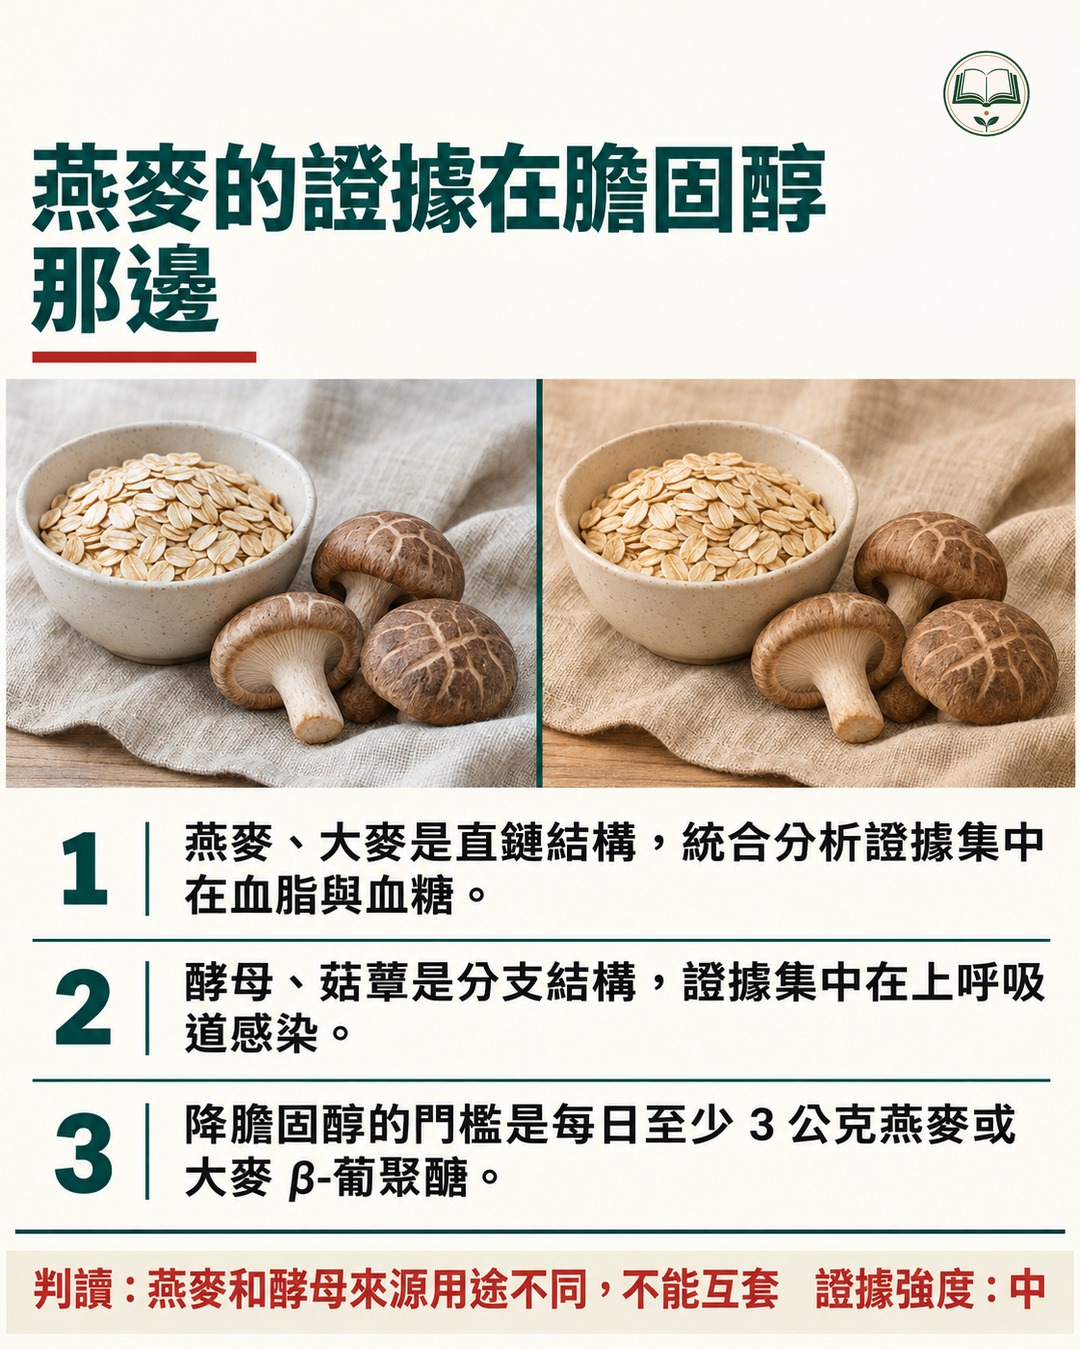 燕麥的證據在膽固醇
那邊
1
燕麥、大麥是直鏈結構，統合分析證據集中
在血脂與血糖。
2
酵母、菇蕈是分支結構，證據集中在上呼吸
道感染。
3
降膽固醇的門檻是每日至少 3 公克燕麥或
大麥 β-葡聚醣。
判讀：燕麥和酵母來源用途不同，不能互套 證據強度：中